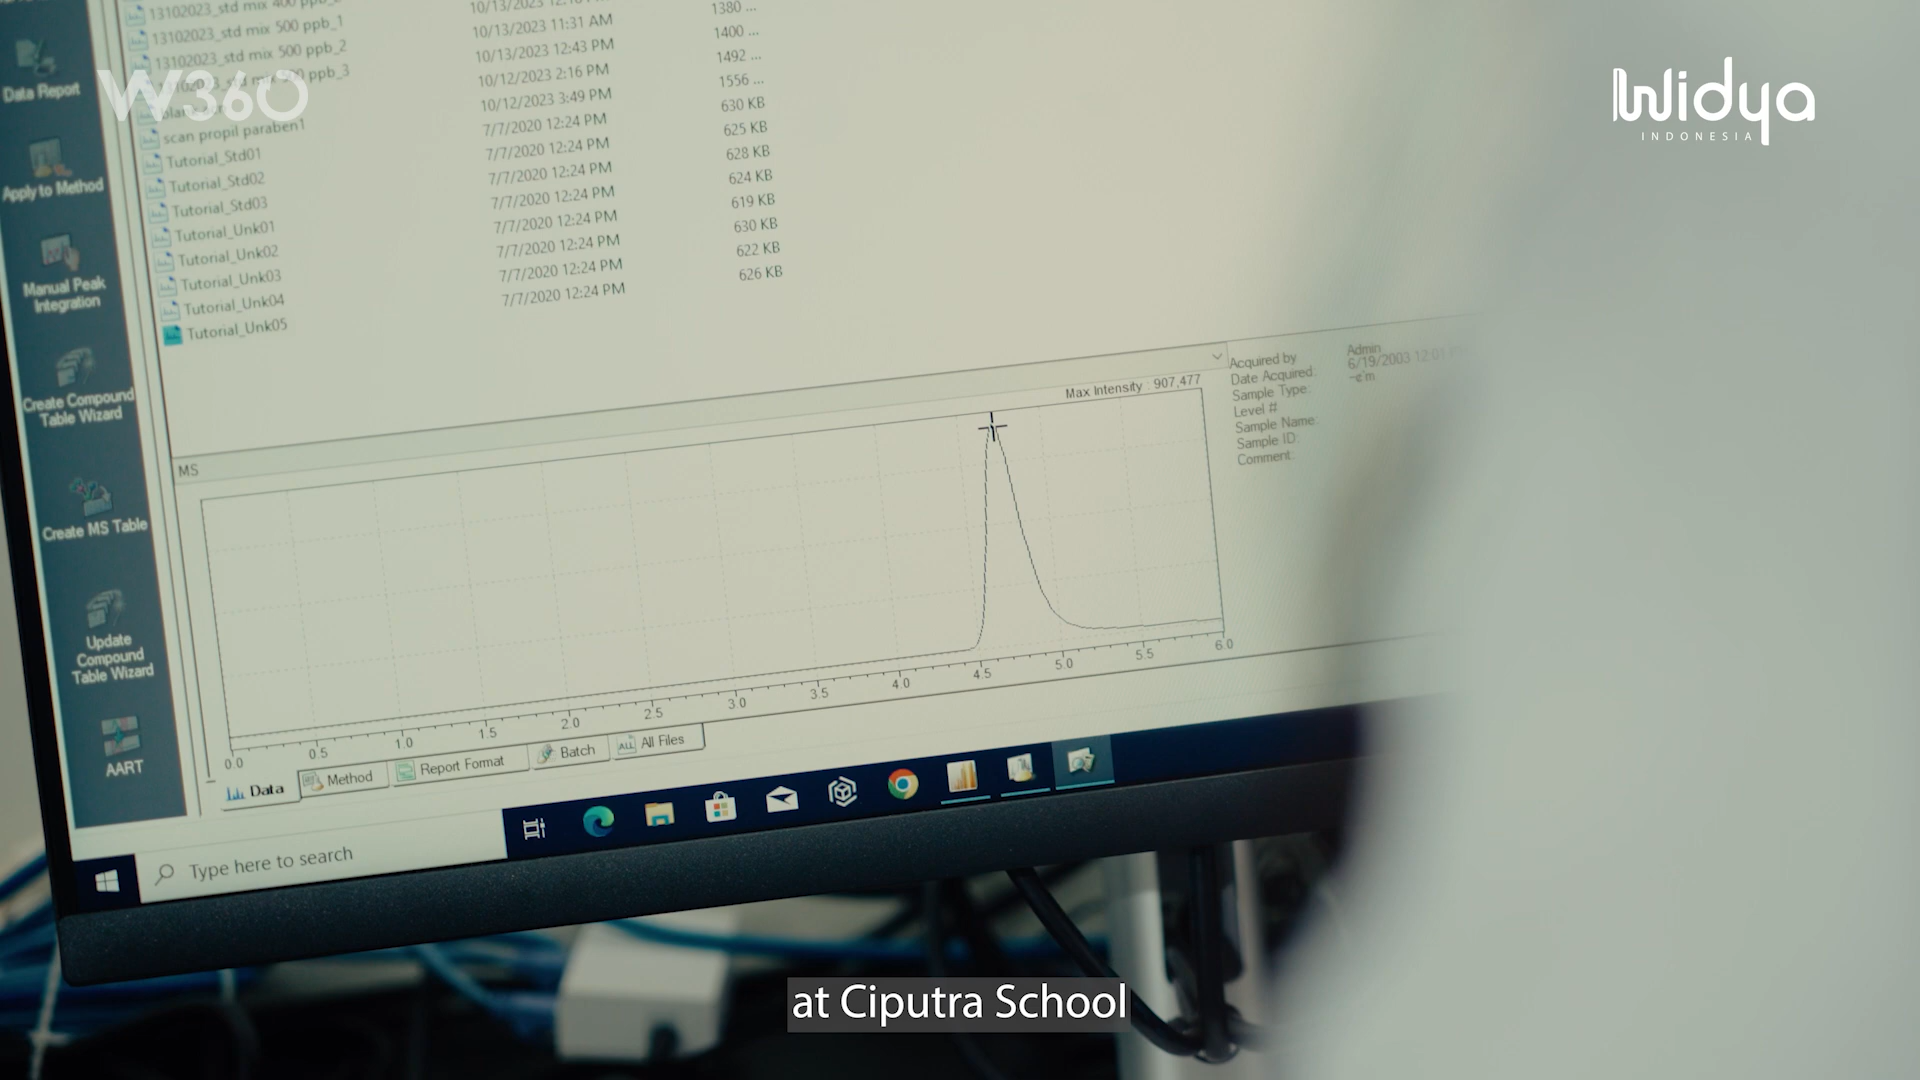 13102023_std mix 400 ppb_2
13102023_std mix 500 ppb_1
13102023_std mix 500 ppb_2
ppb_3
scan propil paraben1
Tutorial_Std01
Tutorial_Std02
Tutorial_Std03
Tutorial_Unk01
Tutorial_Unk02
Tutorial_Unk03
Tutorial_Unk04
Tutorial_Unk05
10/13/2023
10/13/2023 11:31 AM
10/13/2023 12:43 PM
10/12/2023 2:16 PM
10/12/2023 3:49 PM
7/7/2020 12:24 PM
7/7/2020 12:24 PM
7/7/2020 12:24 PM
7/7/2020 12:24 PM
7/7/2020 12:24 PM
7/7/2020 12:24 PM
7/7/2020 12:24 PM
7/7/2020 12:24 PM
1380 ...
1400 ...
1492 ...
1556 ...
630 KB
625 KB
628 KB
624 KB
619 KB
630 KB
622 KB
626 KB
W360
Widya
INDONESIA
Data Report
Apply to Method
Manual Peak
Integration
Create Compound
Table Wizard
Create MS Table
Update
Compound
Table Wizard
AART
MS
Max Intensity : 907,477
Acquired by
Date Acquired:
Sample Type:
Level #
Sample Name:
Sample ID:
Comment:
Admin
6/19/2003 12:01
0.0 0.5 1.0 1.5 2.0 2.5 3.0 3.5 4.0 4.5 5.0 5.5 6.0
Data Method Report Format Batch ALL All Files
Type here to search
at Ciputra School